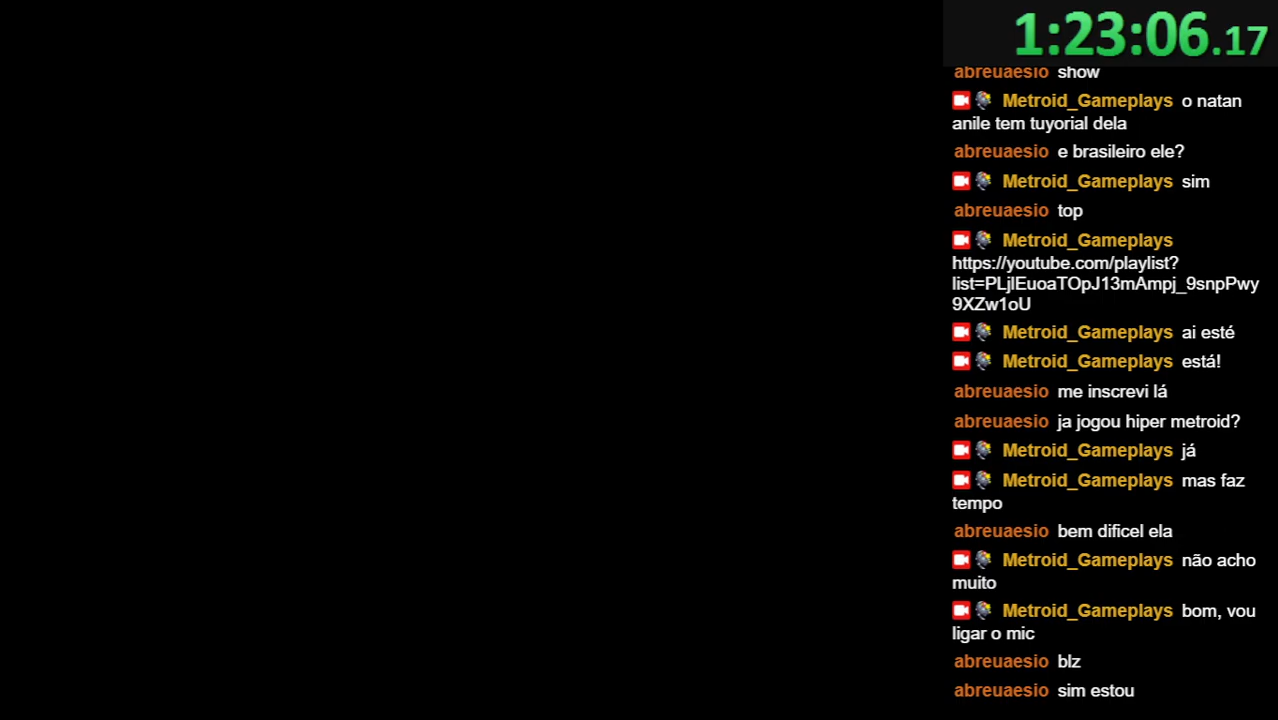 1:23:06.17
abreuaesio show
Metroid_Gameplays o natan
anile tem tuyorial dela
abreuaesio e brasileiro ele?
Metroid_Gameplays sim
abreuaesio top
Metroid_Gameplays
https://youtube.com/playlist?
list=PLjlEuoaTOpJ13mAmpj_9snpPwy
9XZw1oU
Metroid_Gameplays ai esté
Metroid_Gameplays está!
abreuaesio me inscrevi lá
abreuaesio ja jogou hiper metroid?
Metroid_Gameplays já
Metroid_Gameplays mas faz
tempo
abreuaesio bem dificel ela
Metroid_Gameplays não acho
muito
Metroid_Gameplays bom, vou
ligar o mic
abreuaesio blz
abreuaesio sim estou